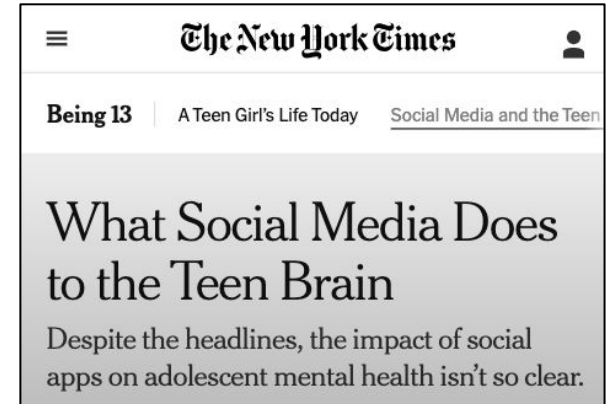 The New York Times
Being 13 A Teen Girl's Life Today Social Media and the Teen
What Social Media Does
to the Teen Brain
Despite the headlines, the impact of social
apps on adolescent mental health isn't so clear.